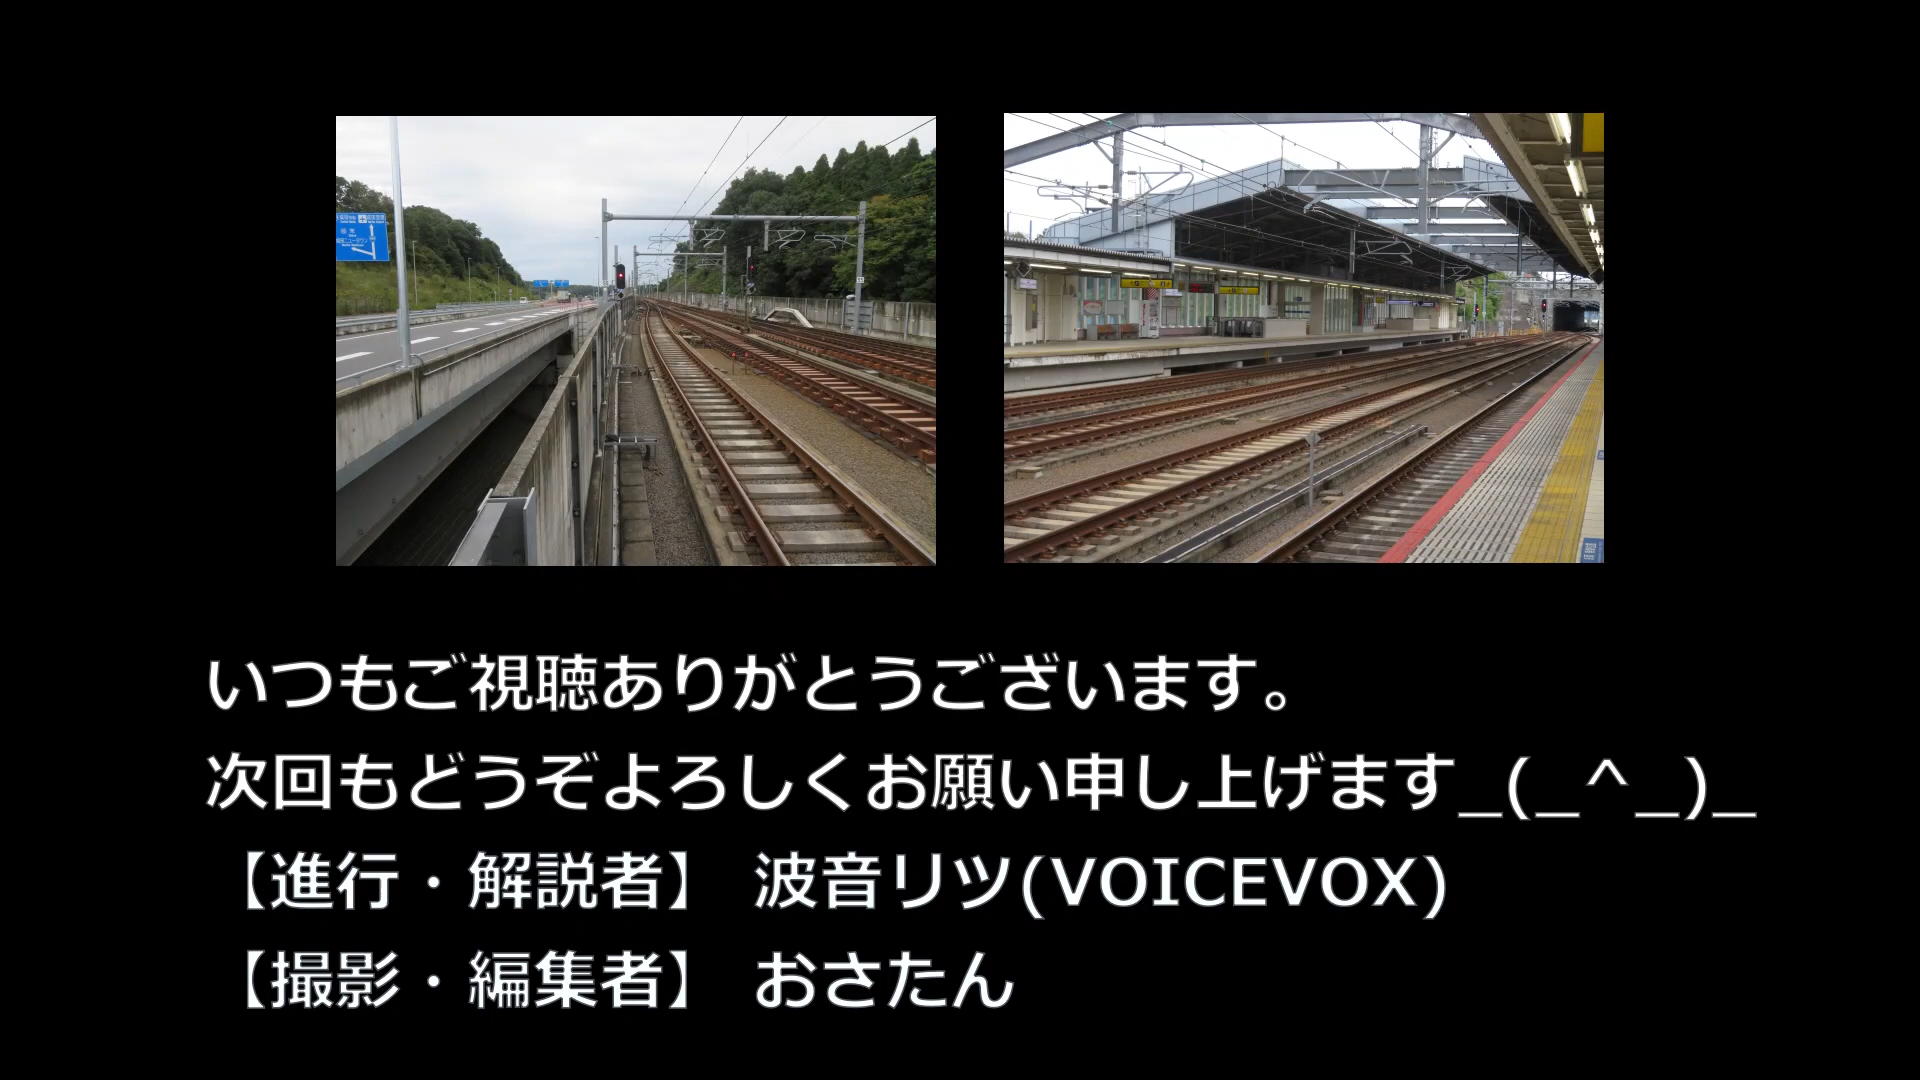 いつもご視聴ありがとうございます。
次回もどうぞよろしくお願い申し上げます_(_^_)_
【進行・解説者】 波音リツ(VOICEVOX)
【撮影・編集者】 おさたん